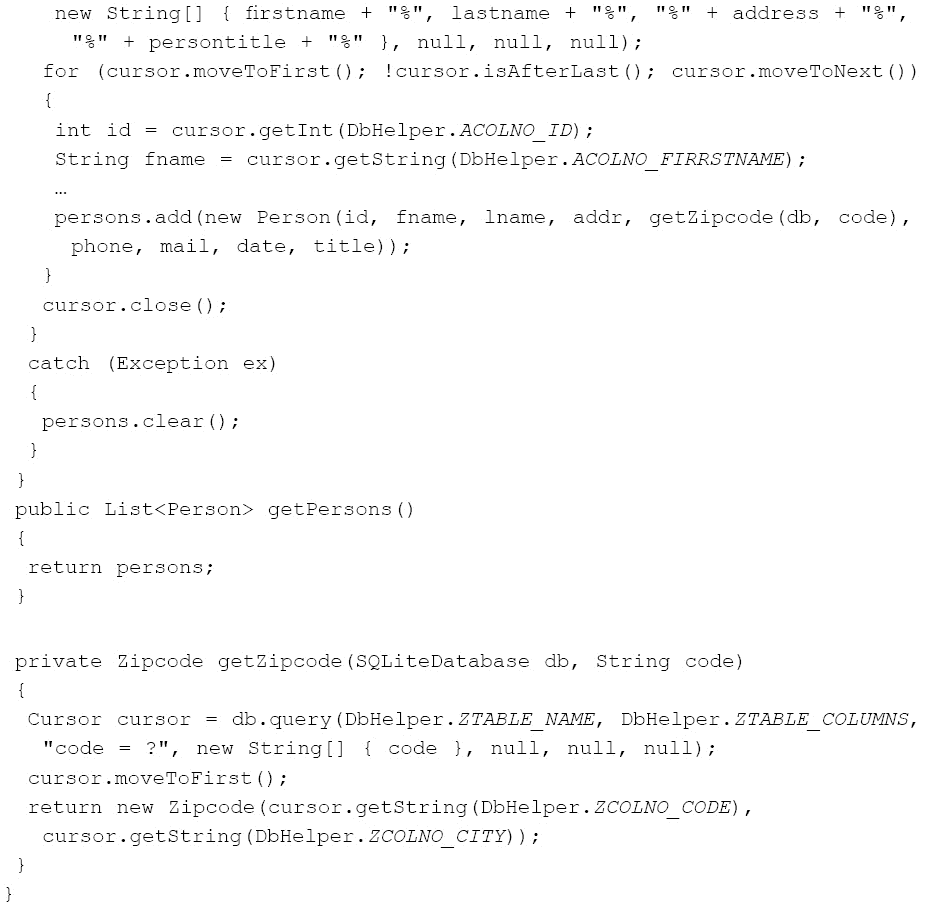 new String[] { firstname + "%", lastname + "%", "%" + address + "%",
"%" + persontitle + "%" }, null, null, null);
for (cursor.moveToFirst(); !cursor.isAfterLast(); cursor.moveToNext())
{
int id = cursor.getInt(DbHelper.ACOLNO_ID);
String fname = cursor.getString(DbHelper.ACOLNO_FIRRSTNAME);
…
persons.add(new Person(id, fname, lname, addr, getZipcode(db, code),
phone, mail, date, title));
}
cursor.close();
}
catch (Exception ex)
{
persons.clear();
}
}
public List<Person> getPersons()
{
return persons;
}
private Zipcode getZipcode(SQLiteDatabase db, String code)
{
Cursor cursor = db.query(DbHelper.ZTABLE_NAME, DbHelper.ZTABLE_COLUMNS,
"code = ?", new String[] { code }, null, null, null);
cursor.moveToFirst();
return new Zipcode(cursor.getString(DbHelper.ZCOLNO_CODE),
cursor.getString(DbHelper.ZCOLNO_CITY));
}
}